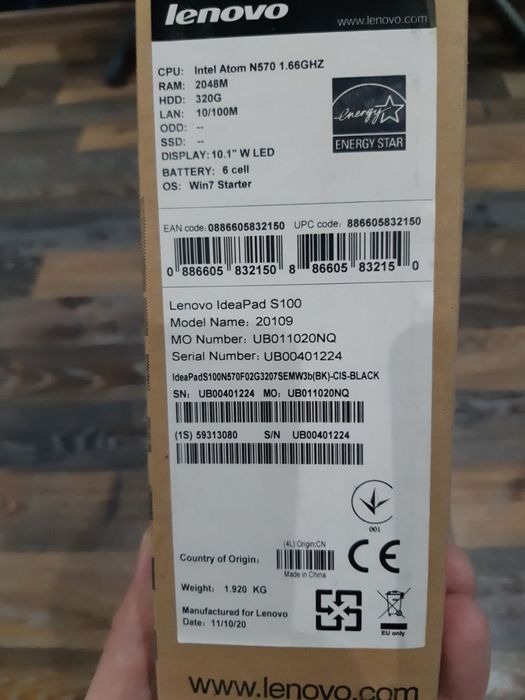 lenovo
www.lenovo.com
CPU: Intel Atom N570 1.66GHZ
RAM: 2048M
HDD: 320G
LAN: 10/100M
ODD: --
SSD: --
DISPLAY: 10.1" W LED
BATTERY: 6 cell
OS: Win7 Starter
energy
ENERGY STAR
EAN code: 0886605832150 UPC code: 886605832150
0 886605 832150 8 86605 83215 0
Lenovo IdeaPad S100
Model Name: 20109
MO Number: UB011020NQ
Serial Number: UB00401224
IdeaPadS100N570F02G3207SEMW3b(BK)-CIS-BLACK
SN: UB00401224 MO: UB011020NQ
(1S) 59313080 S/N UB00401224
001
(4L) Origin:CN
Country of Origin:
Made in China
CE
Weight: 1.920 KG
Manufactured for Lenovo
Date: 11/10/20
EU only
www.lenovo.com